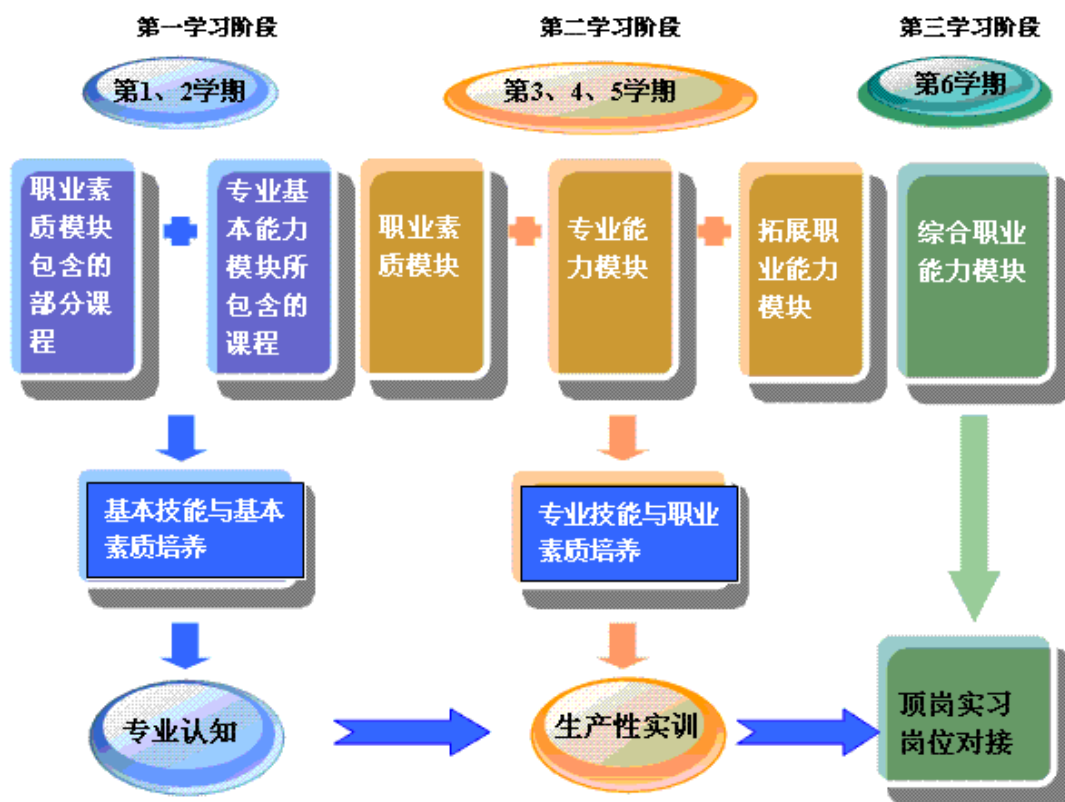 第一学习阶段
第二学习阶段
第三学习阶段
第1、2学期
第3、4、5学期
第6学期
职业素
质模块
包含的
部分课
程
专业基
本能力
模块所
包含的
课程
职业素
质模块
专业能
力模块
拓展职
业能力
模块
综合职业
能力模块
基本技能与基本
素质培养
专业技能与职业
素质培养
专业认知
生产性实训
顶岗实习
岗位对接